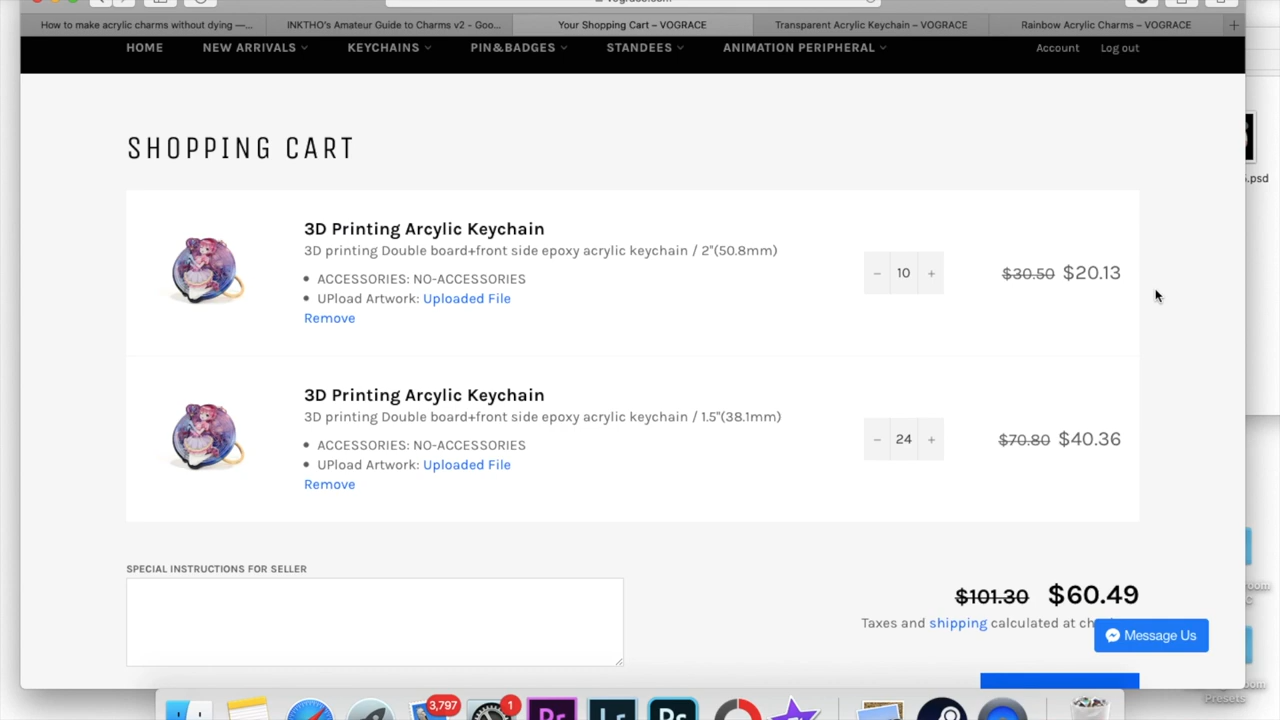 vograce.com
How to make acrylic charms without dying —...
INKTHO's Amateur Guide to Charms v2 - Goo...
Your Shopping Cart – VOGRACE
Transparent Acrylic Keychain – VOGRACE
Rainbow Acrylic Charms – VOGRACE
HOME
NEW ARRIVALS
KEYCHAINS
PIN&BADGES
STANDEES
ANIMATION PERIPHERAL
Account
Log out
.psd
SHOPPING CART
3D Printing Arcylic Keychain
3D printing Double board+front side epoxy acrylic keychain / 2"(50.8mm)
ACCESSORIES: NO-ACCESSORIES
UPload Artwork: Uploaded File
Remove
− 10 +
$30.50 $20.13
3D Printing Arcylic Keychain
3D printing Double board+front side epoxy acrylic keychain / 1.5"(38.1mm)
ACCESSORIES: NO-ACCESSORIES
UPload Artwork: Uploaded File
Remove
− 24 +
$70.80 $40.36
SPECIAL INSTRUCTIONS FOR SELLER
$101.30 $60.49
Taxes and shipping calculated at ch
Message Us
Presets
3,797
1
Pr
Lr
Ps